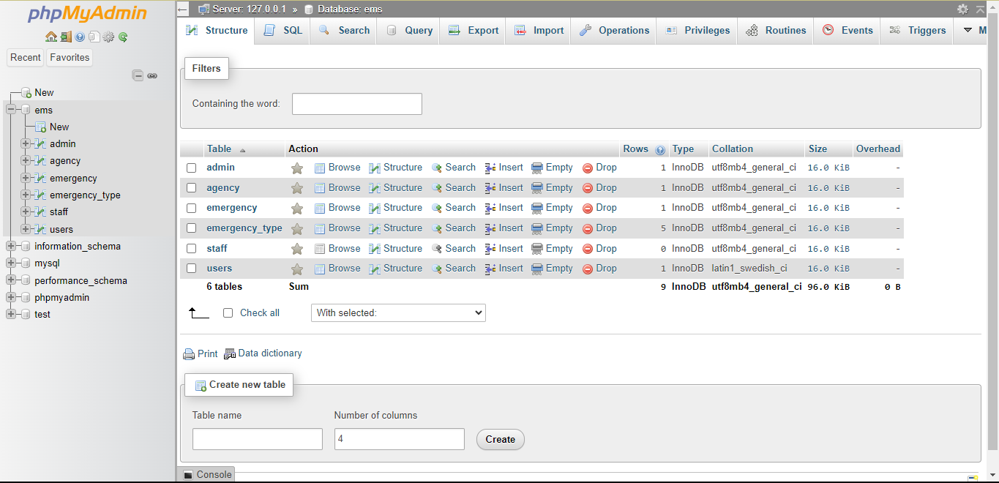 phpMyAdmin
Recent Favorites
New
ems
New
admin
agency
emergency
emergency_type
staff
users
information_schema
mysql
performance_schema
phpmyadmin
test
Server: 127.0.0.1 » Database: ems
Structure SQL Search Query Export Import Operations Privileges Routines Events Triggers M
Filters
Containing the word:
Table Action Rows Type Collation Size Overhead
admin Browse Structure Search Insert Empty Drop 1 InnoDB utf8mb4_general_ci 16.0 KiB -
agency Browse Structure Search Insert Empty Drop 1 InnoDB utf8mb4_general_ci 16.0 KiB -
emergency Browse Structure Search Insert Empty Drop 1 InnoDB utf8mb4_general_ci 16.0 KiB -
emergency_type Browse Structure Search Insert Empty Drop 5 InnoDB utf8mb4_general_ci 16.0 KiB -
staff Browse Structure Search Insert Empty Drop 0 InnoDB utf8mb4_general_ci 16.0 KiB -
users Browse Structure Search Insert Empty Drop 1 InnoDB latin1_swedish_ci 16.0 KiB -
6 tables Sum 9 InnoDB utf8mb4_general_ci 96.0 KiB 0 B
Check all With selected:
Print Data dictionary
Create new table
Table name Number of columns
4 Create
Console